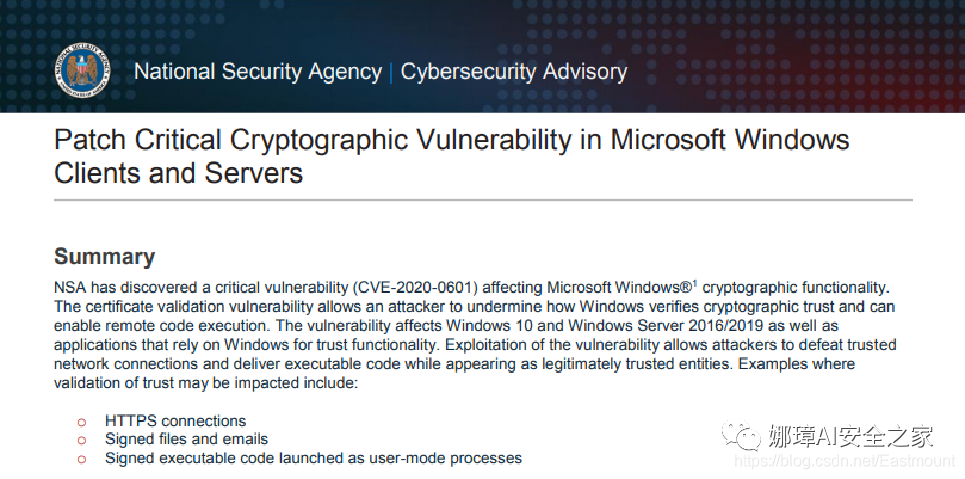 National Security Agency | Cybersecurity Advisory
Patch Critical Cryptographic Vulnerability in Microsoft Windows
Clients and Servers
Summary
NSA has discovered a critical vulnerability (CVE-2020-0601) affecting Microsoft Windows®1 cryptographic functionality.
The certificate validation vulnerability allows an attacker to undermine how Windows verifies cryptographic trust and can
enable remote code execution. The vulnerability affects Windows 10 and Windows Server 2016/2019 as well as
applications that rely on Windows for trust functionality. Exploitation of the vulnerability allows attackers to defeat trusted
network connections and deliver executable code while appearing as legitimately trusted entities. Examples where
validation of trust may be impacted include:
o HTTPS connections
o Signed files and emails
o Signed executable code launched as user-mode processes
娜璋AI安全之家
https://blog.csdn.net/Eastmount